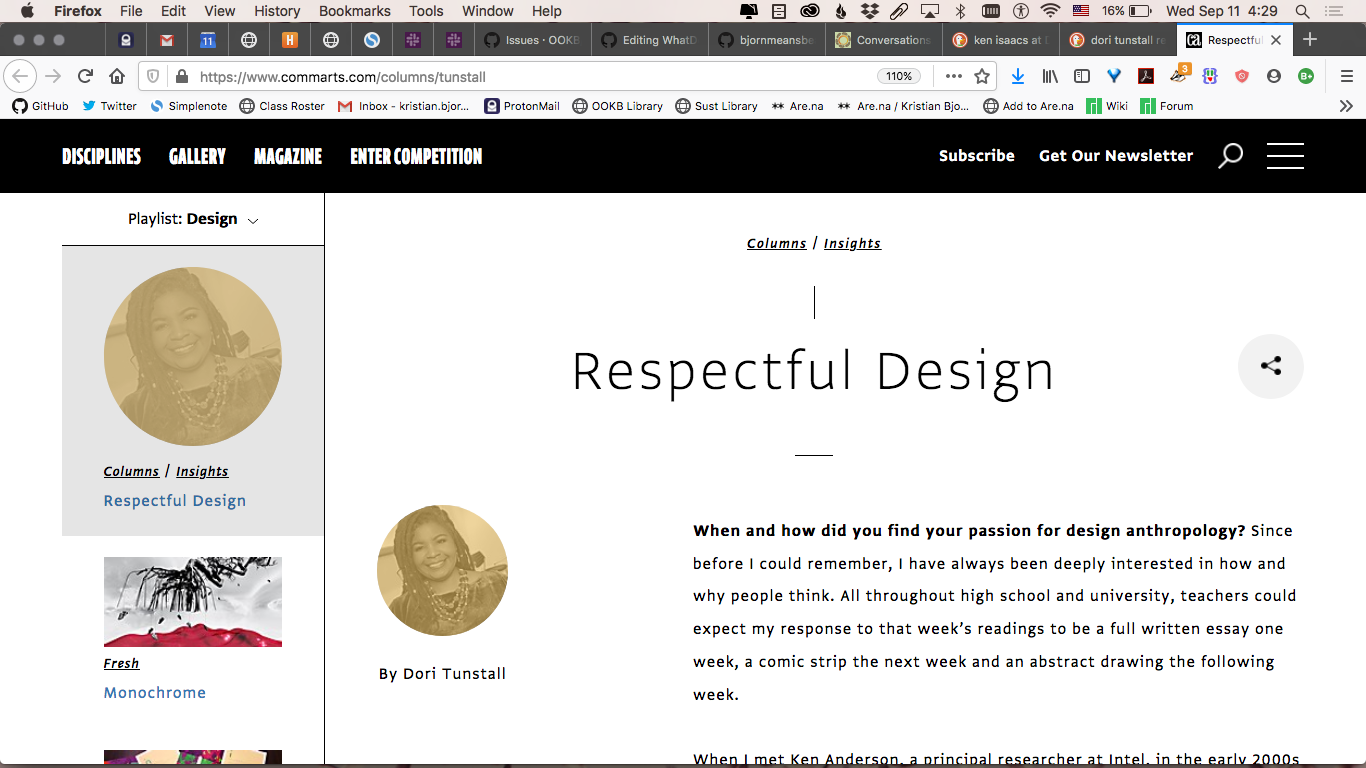 Firefox File Edit View History Bookmarks Tools Window Help 16% Wed Sep 11 4:29
11 Issues · OOKB Editing WhatD bjornmeansbe Conversations ken isaacs at dori tunstall re Respectful
https://www.commarts.com/columns/tunstall 110% 3 B+
GitHub Twitter Simplenote Class Roster Inbox - kristian.bjor... ProtonMail OOKB Library Sust Library Are.na Are.na / Kristian Bjo... Add to Are.na Wiki Forum
DISCIPLINES GALLERY MAGAZINE ENTER COMPETITION Subscribe Get Our Newsletter
Playlist: Design
Columns / Insights
Respectful Design
Fresh
Monochrome
Columns / Insights
Respectful Design
By Dori Tunstall
When and how did you find your passion for design anthropology? Since
before I could remember, I have always been deeply interested in how and
why people think. All throughout high school and university, teachers could
expect my response to that week’s readings to be a full written essay one
week, a comic strip the next week and an abstract drawing the following
week.
When I met Ken Anderson, a principal researcher at Intel, in the early 2000s